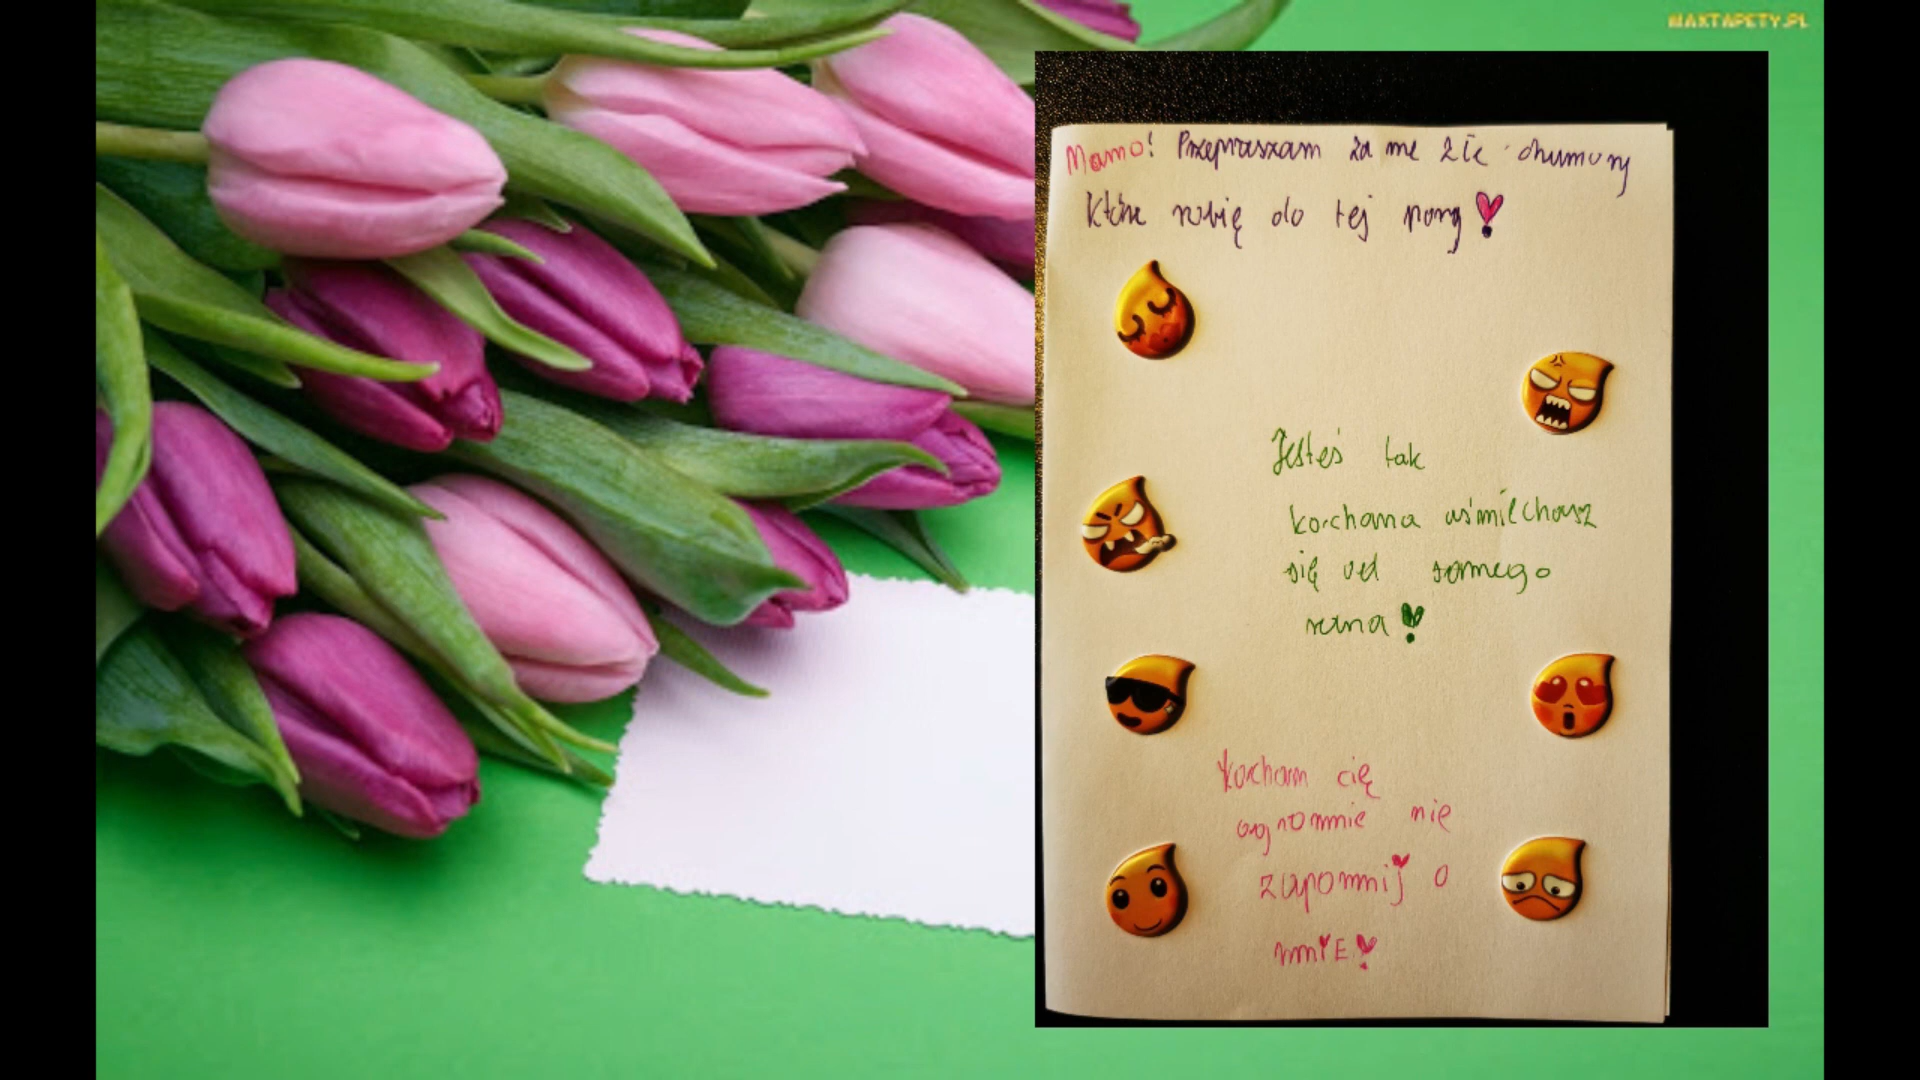 MAXTAPETY.PL
Mamo! Przepraszam za me złe chumory
które robię do tej pory!
Jesteś tak
kochana uśmiechasz
się od samego
rana!
kocham cię
ogromnie nie
zapomnij o
mniE!